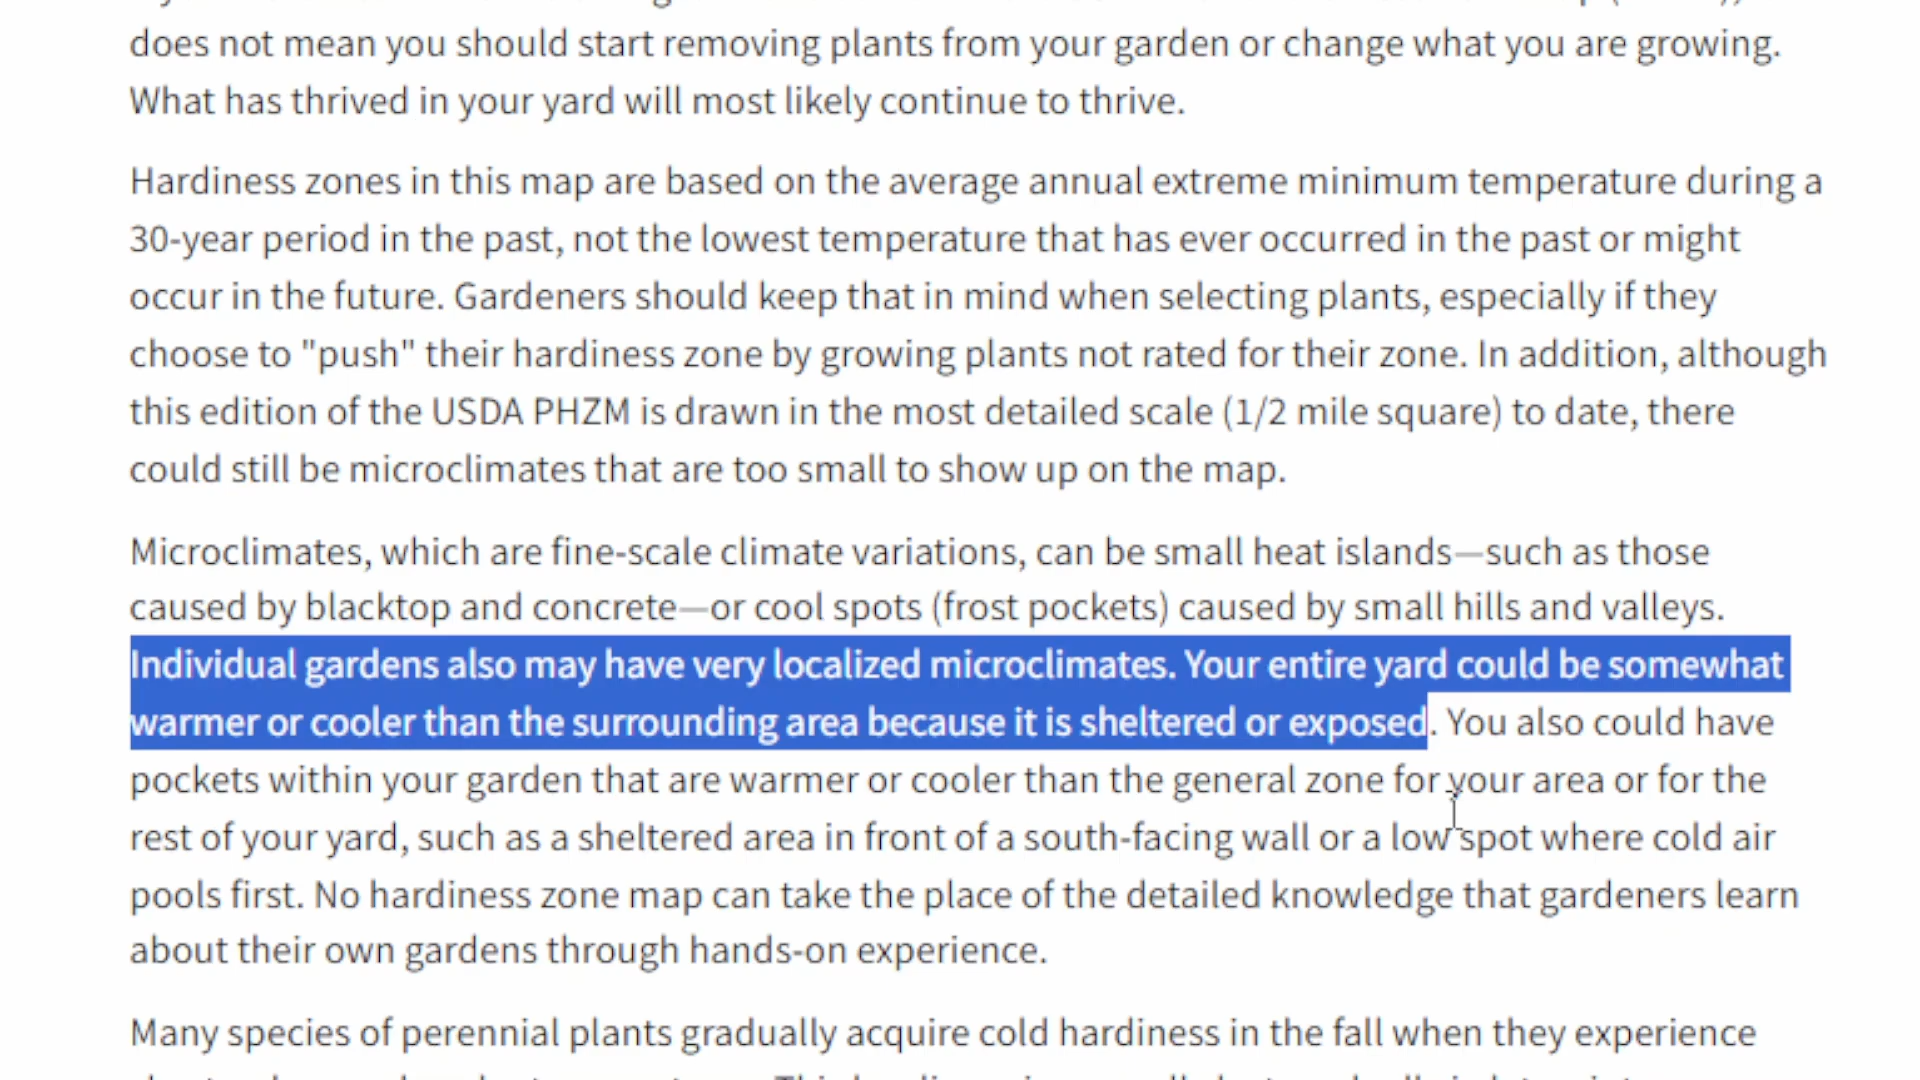 does not mean you should start removing plants from your garden or change what you are growing.
What has thrived in your yard will most likely continue to thrive.
Hardiness zones in this map are based on the average annual extreme minimum temperature during a
30-year period in the past, not the lowest temperature that has ever occurred in the past or might
occur in the future. Gardeners should keep that in mind when selecting plants, especially if they
choose to "push" their hardiness zone by growing plants not rated for their zone. In addition, although
this edition of the USDA PHZM is drawn in the most detailed scale (1/2 mile square) to date, there
could still be microclimates that are too small to show up on the map.
Microclimates, which are fine-scale climate variations, can be small heat islands—such as those
caused by blacktop and concrete—or cool spots (frost pockets) caused by small hills and valleys.
Individual gardens also may have very localized microclimates. Your entire yard could be somewhat
warmer or cooler than the surrounding area because it is sheltered or exposed. You also could have
pockets within your garden that are warmer or cooler than the general zone for your area or for the
rest of your yard, such as a sheltered area in front of a south-facing wall or a low spot where cold air
pools first. No hardiness zone map can take the place of the detailed knowledge that gardeners learn
about their own gardens through hands-on experience.
Many species of perennial plants gradually acquire cold hardiness in the fall when they experience